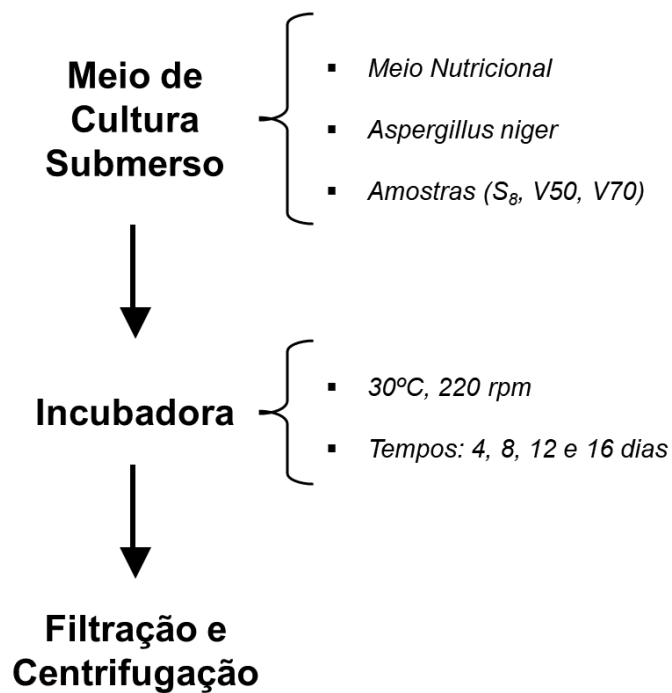 Meio de
Cultura
Submerso
▪ Meio Nutricional
▪ Aspergillus niger
▪ Amostras (S₈, V50, V70)
Incubadora
▪ 30ºC, 220 rpm
▪ Tempos: 4, 8, 12 e 16 dias
Filtração e
Centrifugação